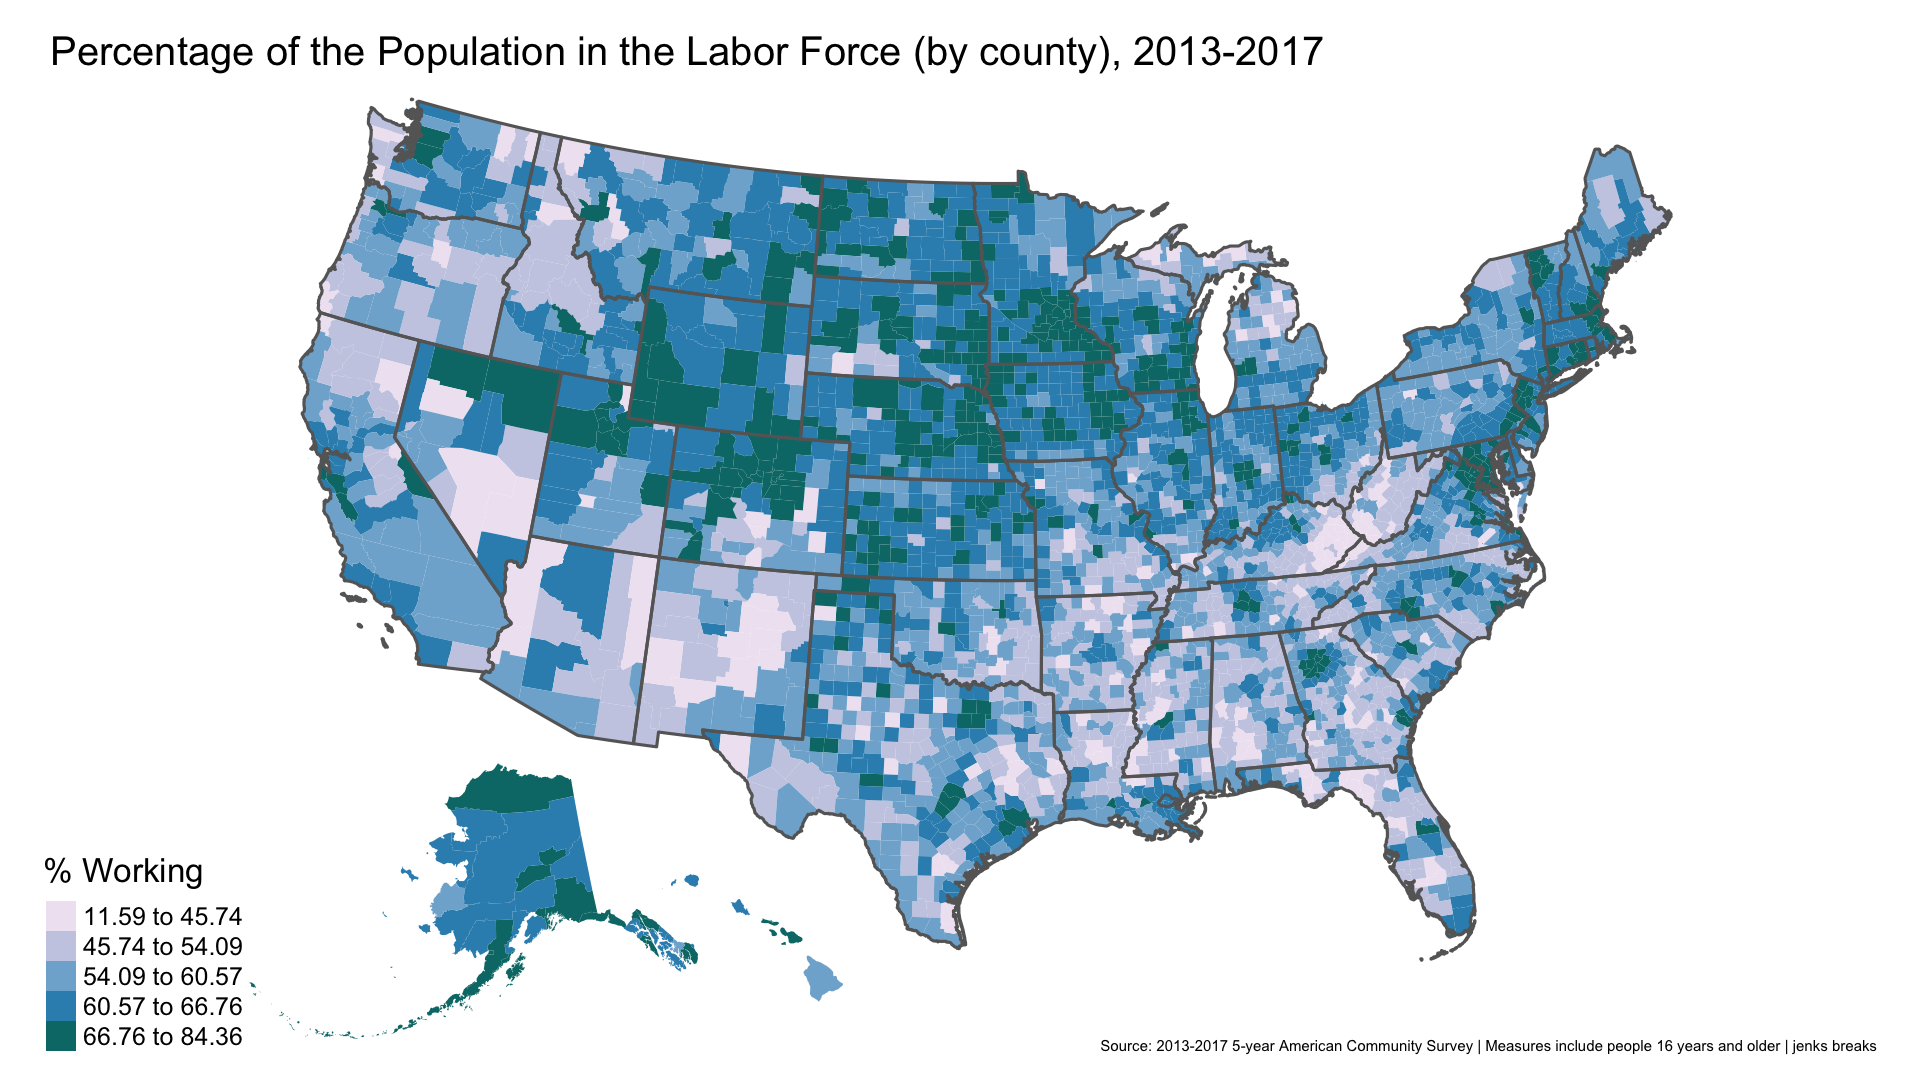 Percentage of the Population in the Labor Force (by county), 2013-2017
% Working
11.59 to 45.74
45.74 to 54.09
54.09 to 60.57
60.57 to 66.76
66.76 to 84.36
Source: 2013-2017 5-year American Community Survey | Measures include people 16 years and older | jenks breaks